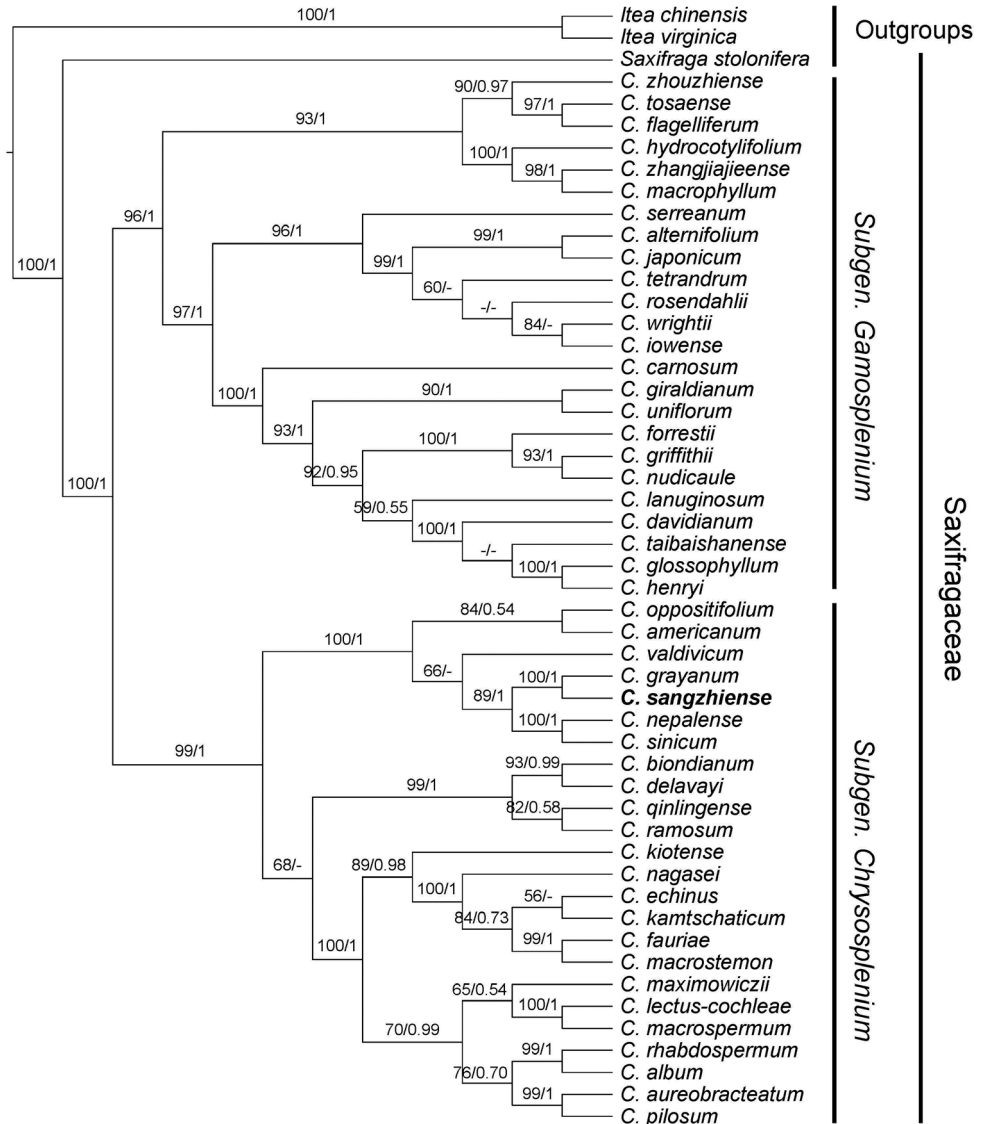 100/1
Itea chinensis
Itea virginica
Outgroups
Saxifraga stolonifera
90/0.97
C. zhouzhiense
97/1
C. tosaense
93/1
C. flagelliferum
100/1
C. hydrocotylifolium
98/1
C. zhangjiajieense
C. macrophyllum
96/1
96/1
C. serreanum
99/1
C. alternifolium
99/1
C. japonicum
100/1
60/-
C. tetrandrum
-/-
C. rosendahlii
97/1
84/-
C. wrightii
C. iowense
C. carnosum
100/1
90/1
C. giraldianum
93/1
C. uniflorum
100/1
C. forrestii
92/0.95
93/1
C. griffithii
C. nudicaule
100/1
59/0.55
C. lanuginosum
100/1
C. davidianum
-/-
C. taibaishanense
100/1
C. glossophyllum
C. henryi
Subgen. Gamosplenium
Saxifragaceae
84/0.54
C. oppositifolium
C. americanum
100/1
66/-
C. valdivicum
100/1
C. grayanum
89/1
C. sangzhiense
100/1
C. nepalense
C. sinicum
99/1
93/0.99
C. biondianum
99/1
C. delavayi
82/0.58
C. qinlingense
C. ramosum
68/-
89/0.98
C. kiotense
100/1
C. nagasei
56/-
C. echinus
84/0.73
C. kamtschaticum
99/1
C. fauriae
100/1
C. macrostemon
65/0.54
C. maximowiczii
100/1
C. lectus-cochleae
70/0.99
C. macrospermum
99/1
C. rhabdospermum
76/0.70
C. album
99/1
C. aureobracteatum
C. pilosum
Subgen. Chrysosplenium